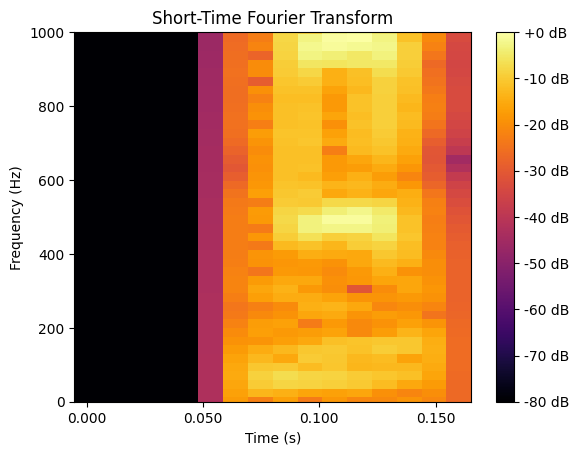 Short-Time Fourier Transform
Frequency (Hz)
1000
800
600
400
200
0
0.000
0.050
0.100
0.150
Time (s)
+0 dB
-10 dB
-20 dB
-30 dB
-40 dB
-50 dB
-60 dB
-70 dB
-80 dB